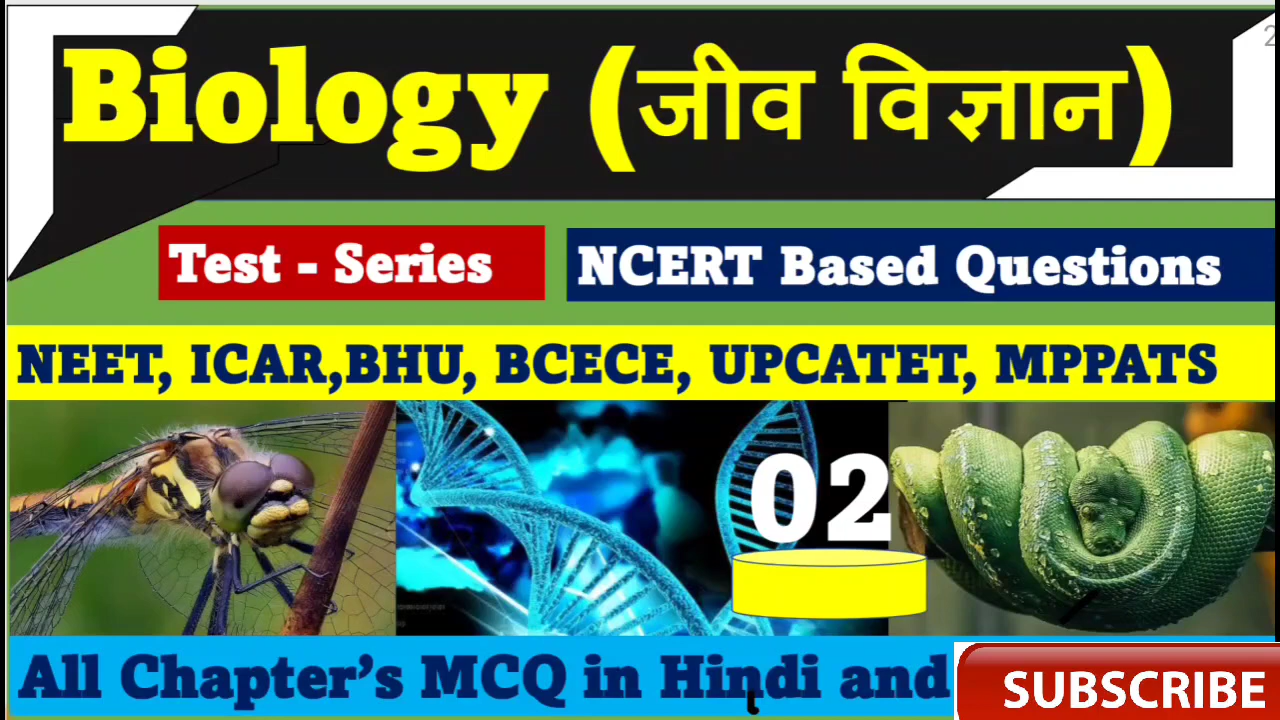 Biology (जीव विज्ञान)
Test - Series
NCERT Based Questions
NEET, ICAR,BHU, BCECE, UPCATET, MPPATS
02
All Chapter's MCQ in Hindi and
SUBSCRIBE